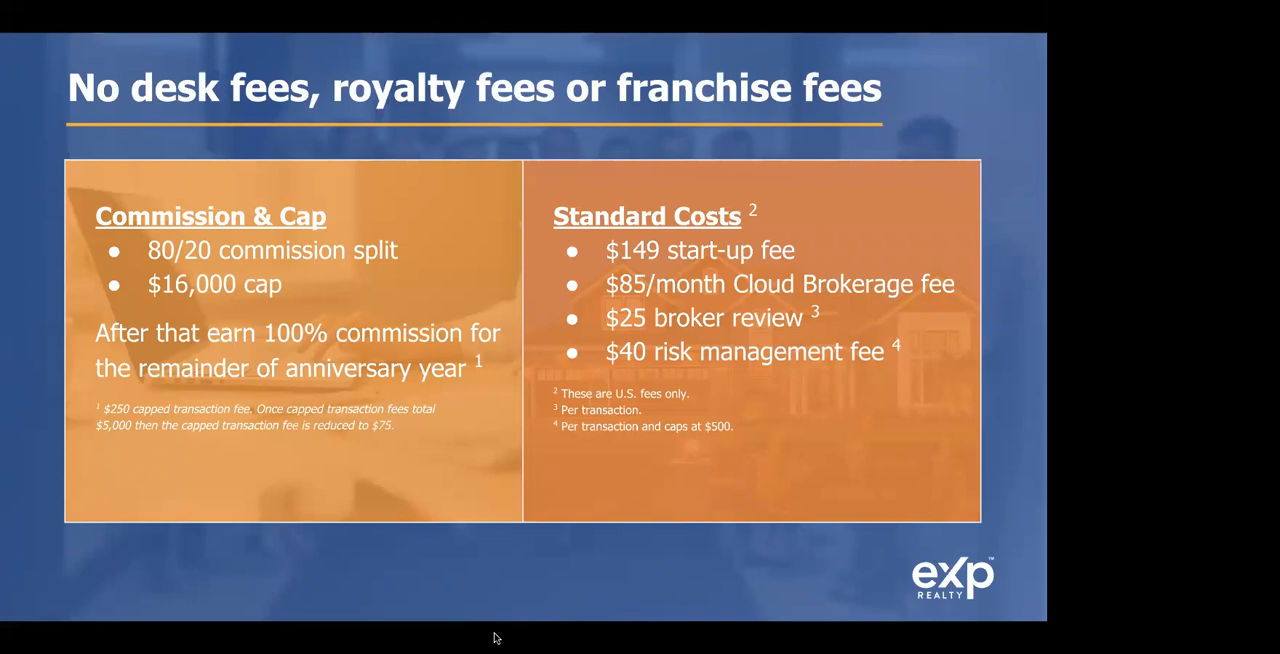 No desk fees, royalty fees or franchise fees
Commission & Cap
● 80/20 commission split
● $16,000 cap
After that earn 100% commission for
the remainder of anniversary year 1
1 $250 capped transaction fee. Once capped transaction fees total
$5,000 then the capped transaction fee is reduced to $75.
Standard Costs 2
● $149 start-up fee
● $85/month Cloud Brokerage fee
● $25 broker review 3
● $40 risk management fee 4
2 These are U.S. fees only.
3 Per transaction.
4 Per transaction and caps at $500.
eXp™
REALTY